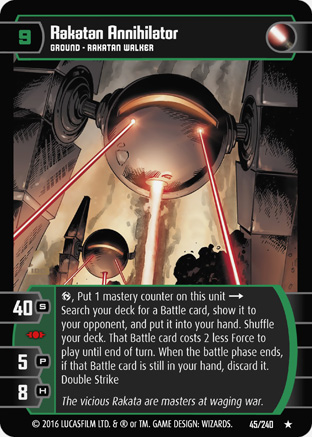 9
Rakatan Annihilator
GROUND - RAKATAN WALKER
40 S
5 P
8 H
, Put 1 mastery counter on this unit →
Search your deck for a Battle card, show it to
your opponent, and put it into your hand. Shuffle
your deck. That Battle card costs 2 less Force to
play until end of turn. When the battle phase ends,
if that Battle card is still in your hand, discard it.
Double Strike
The vicious Rakata are masters at waging war.
© 2016 LUCASFILM LTD. & ® or TM. GAME DESIGN: WIZARDS.
45/240 ★